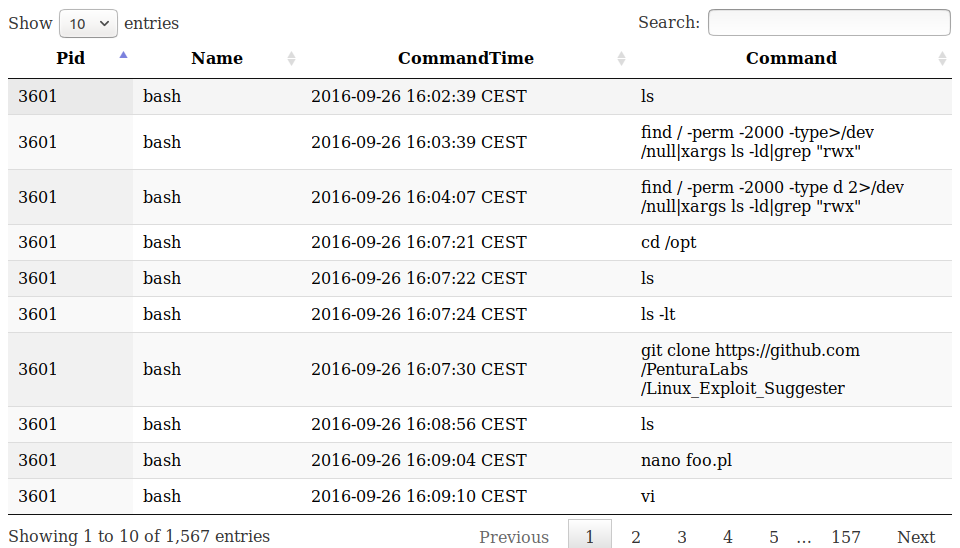 Show 10 entries Search:
Pid Name CommandTime Command
3601 bash 2016-09-26 16:02:39 CEST ls
3601 bash 2016-09-26 16:03:39 CEST find / -perm -2000 -type>/dev
/null|xargs ls -ld|grep "rwx"
3601 bash 2016-09-26 16:04:07 CEST find / -perm -2000 -type d 2>/dev
/null|xargs ls -ld|grep "rwx"
3601 bash 2016-09-26 16:07:21 CEST cd /opt
3601 bash 2016-09-26 16:07:22 CEST ls
3601 bash 2016-09-26 16:07:24 CEST ls -lt
3601 bash 2016-09-26 16:07:30 CEST git clone https://github.com
/PenturaLabs
/Linux_Exploit_Suggester
3601 bash 2016-09-26 16:08:56 CEST ls
3601 bash 2016-09-26 16:09:04 CEST nano foo.pl
3601 bash 2016-09-26 16:09:10 CEST vi
Showing 1 to 10 of 1,567 entries Previous 1 2 3 4 5 … 157 Next